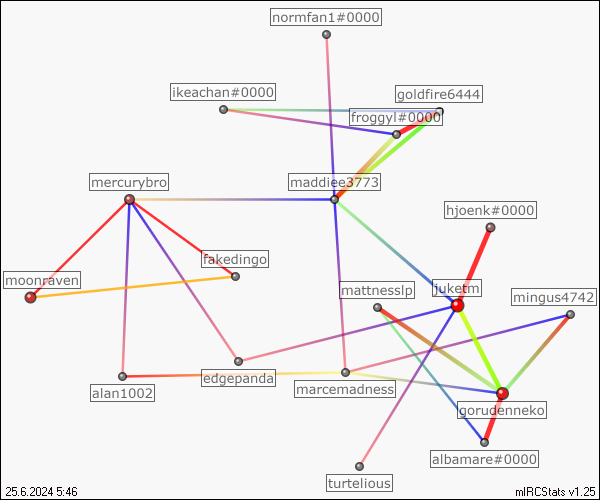 normfan1#0000
ikeachan#0000
goldfire6444
froggyl#0000
mercurybro
maddiee3773
hjoenk#0000
fakedingo
moonraven
mattnesslp
juketm
mingus4742
edgepanda
alan1002
marcemadness
gorudenneko
albamare#0000
turtelious
25.6.2024 5:46
mIRCStats v1.25